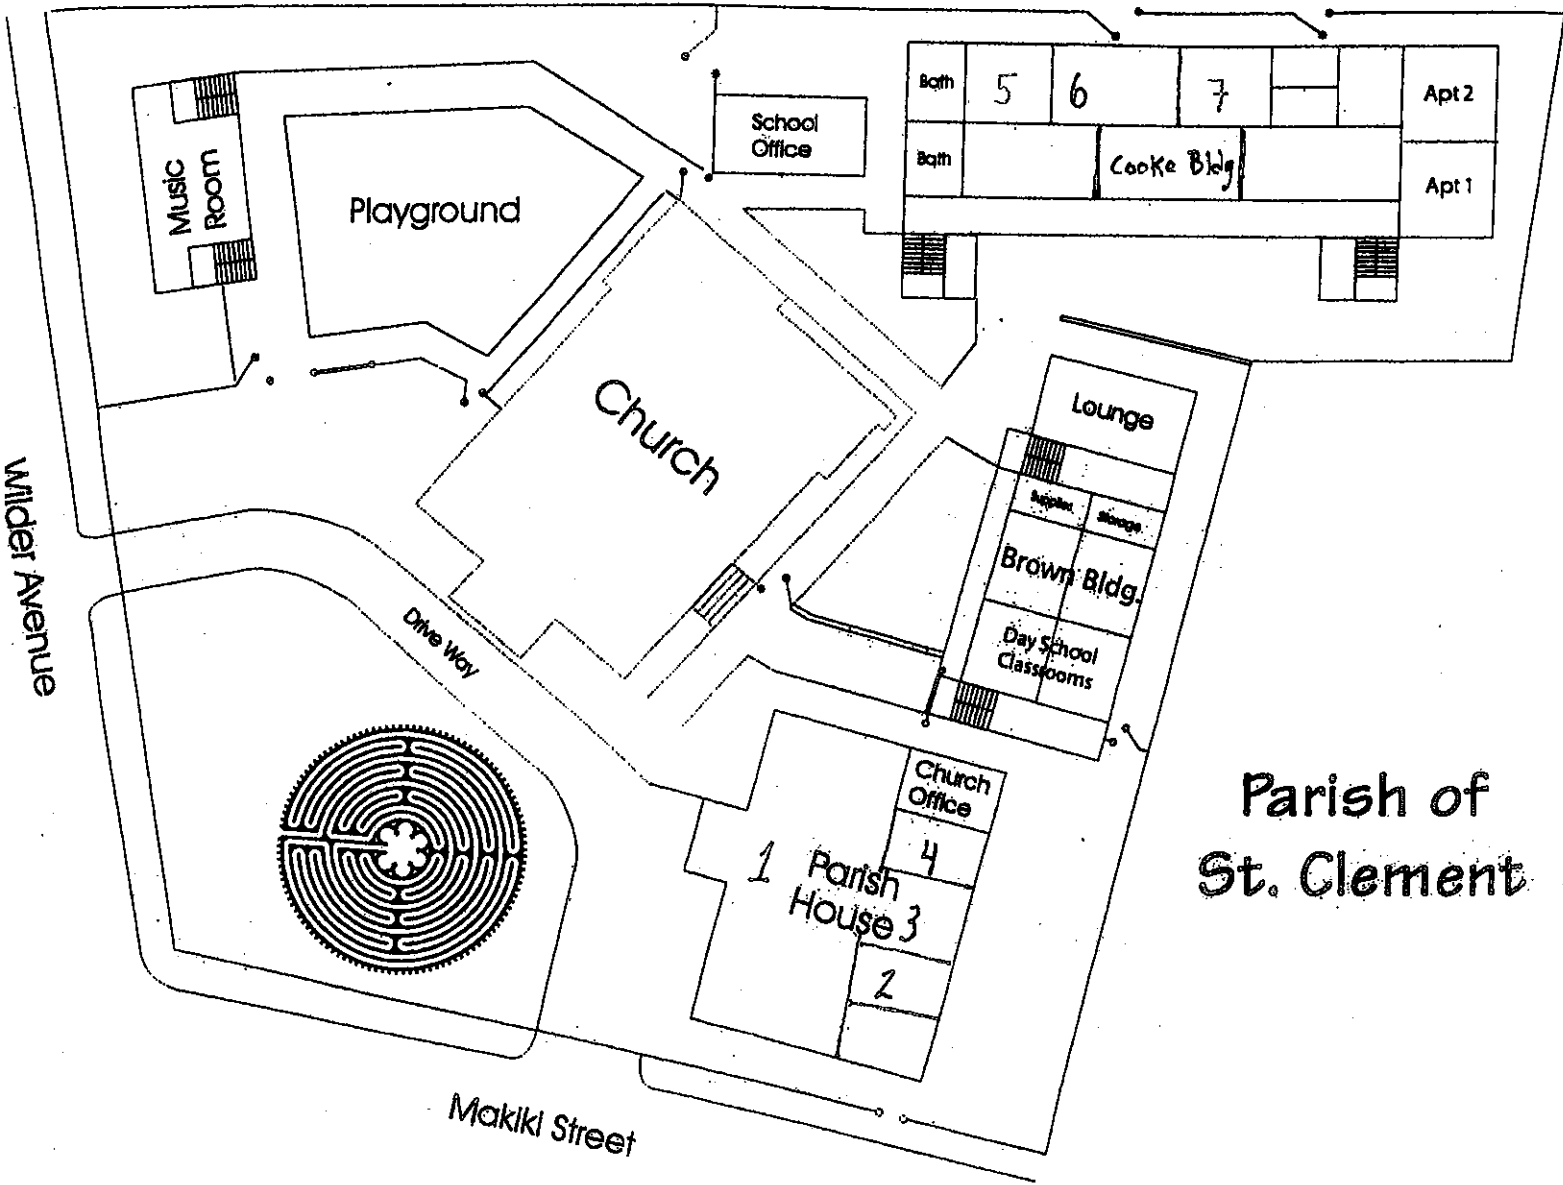 Bath
5
6
7
Apt 2
School
Office
Bath
Cooke Bldg
Apt 1
Music
Room
Playground
Church
Lounge
Supplies
Storage
Brown Bldg.
Day School
Classrooms
Wilder Avenue
Drive Way
Church
Office
4
1
Parish
House
3
2
Parish of
St. Clement
Makiki Street